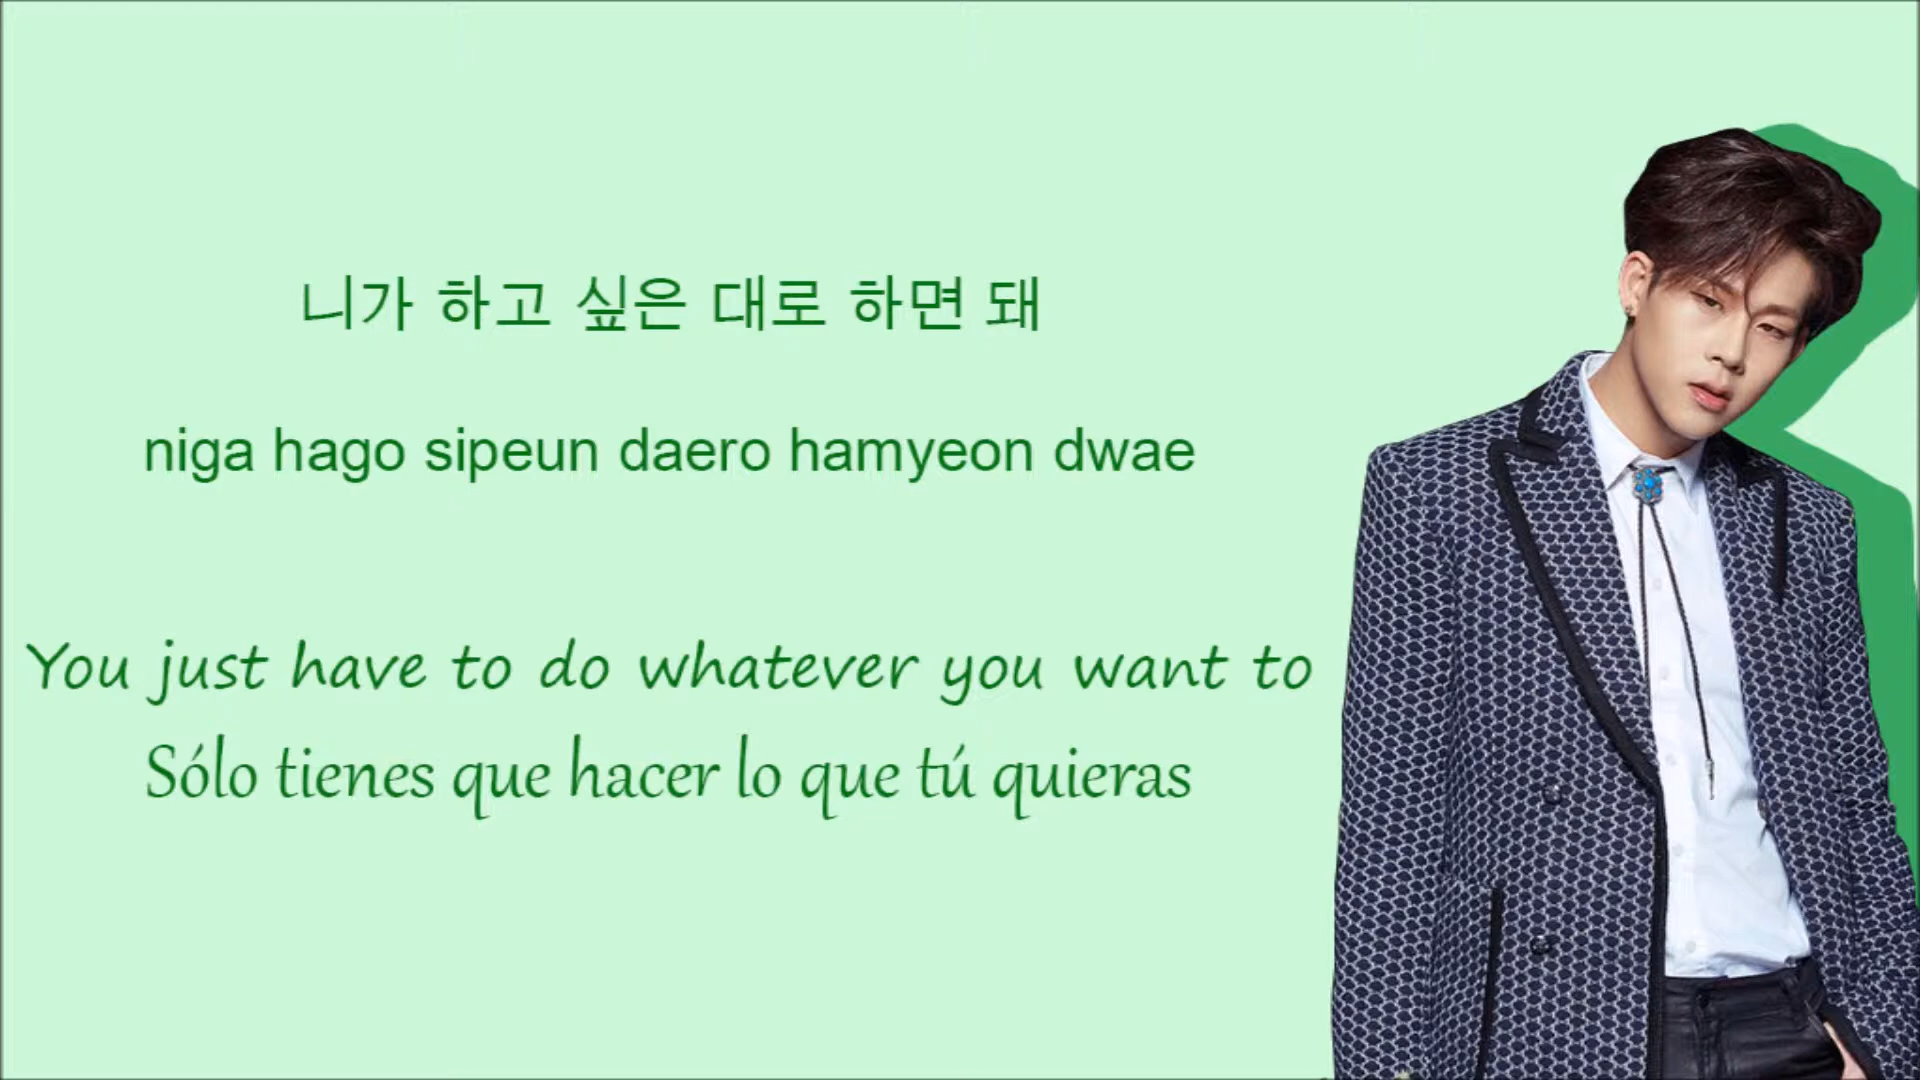 니가 하고 싶은 대로 하면 돼
niga hago sipeun daero hamyeon dwae
You just have to do whatever you want to
Sólo tienes que hacer lo que tú quieras